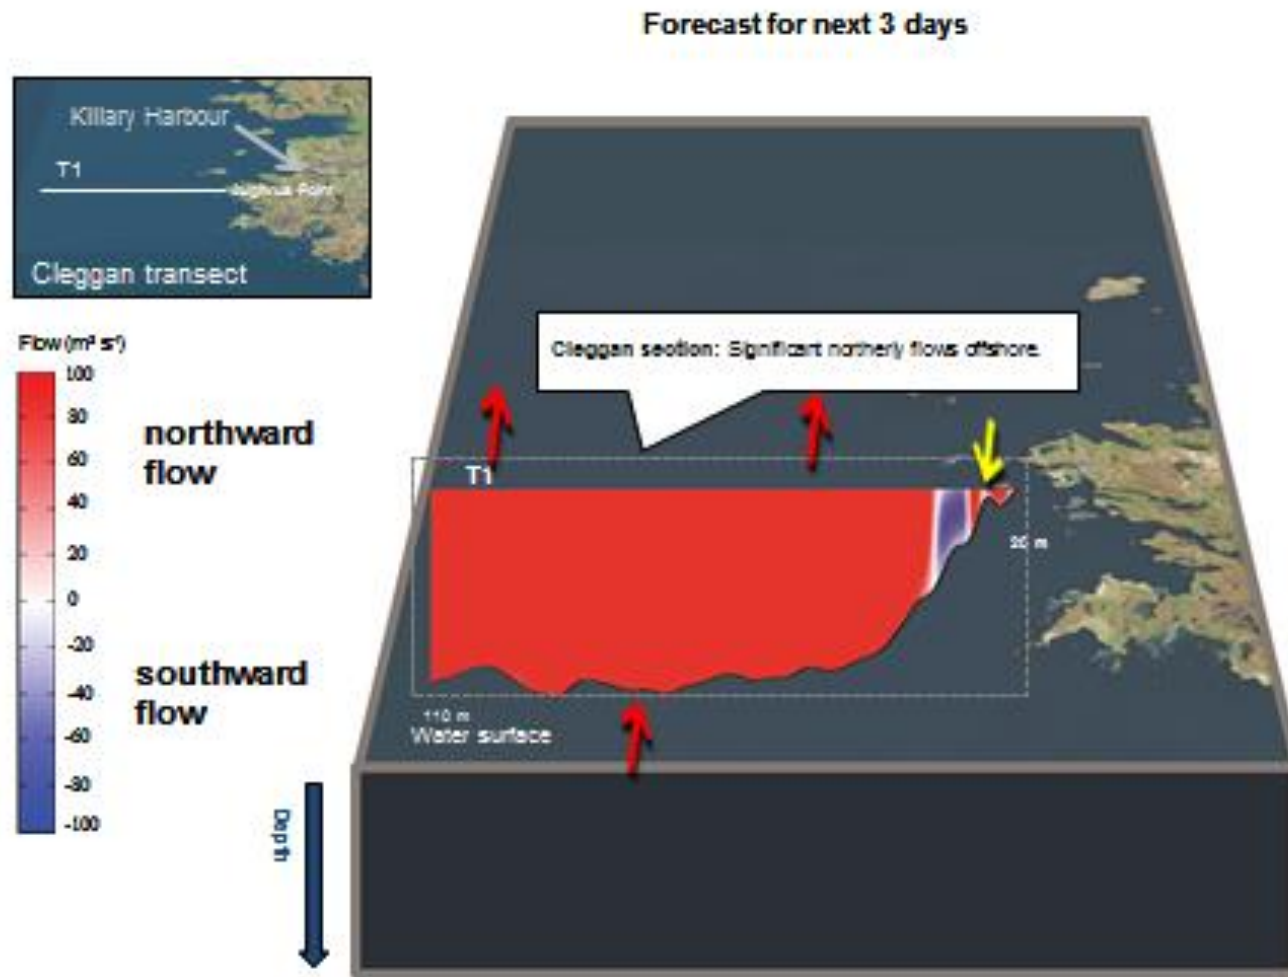 Forecast for next 3 days
Killary Harbour
T1
Cleggan transect
Flow (m³ s⁻¹)
100
80
60
40
20
0
-20
-40
-60
-80
-100
northward
flow
southward
flow
Cleggan section: Significant northerly flows offshore.
T1
110 m
Water surface
Depth